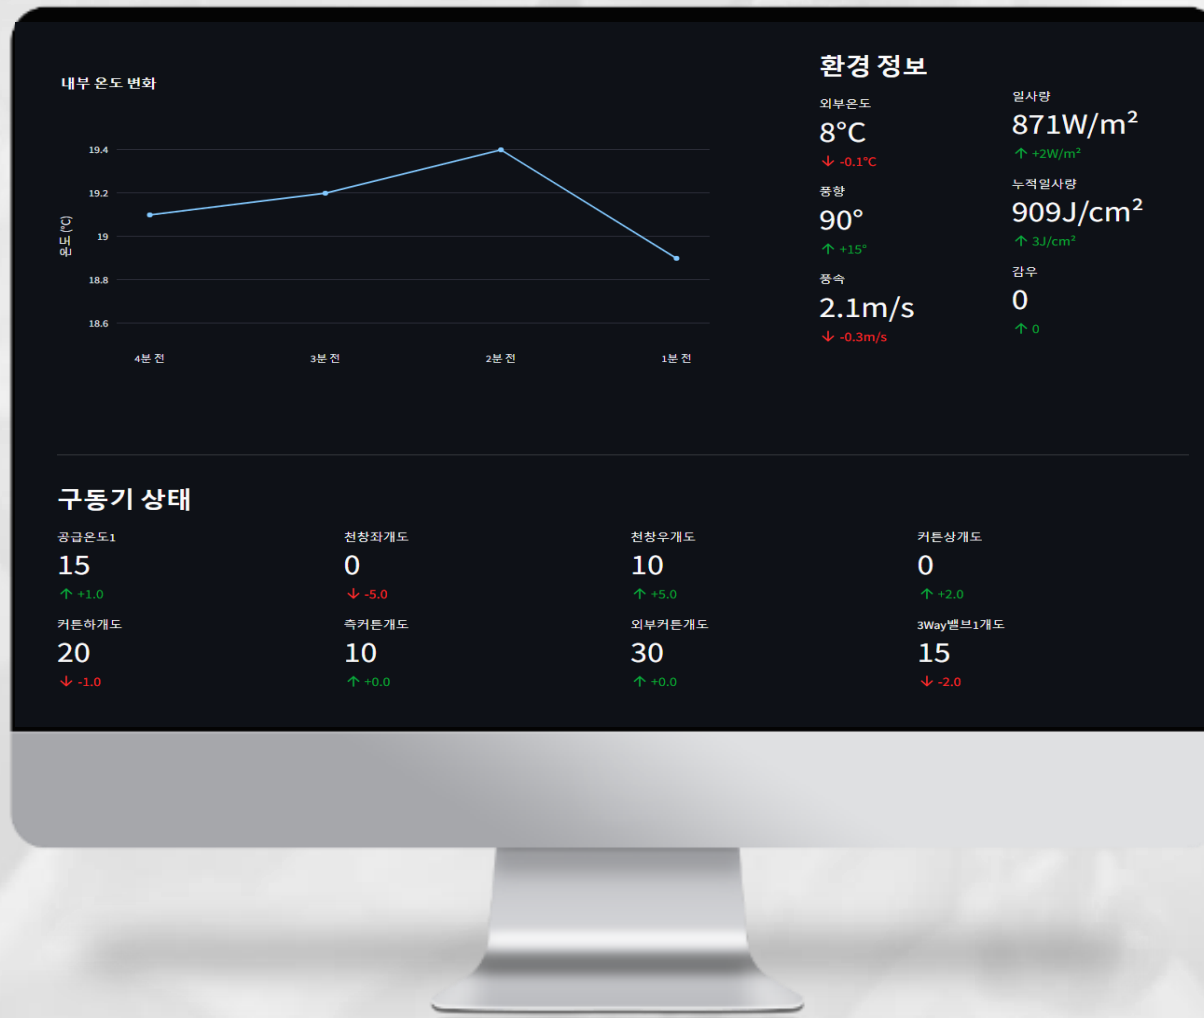 내부 온도 변화
19.4
19.2
19
18.8
18.6
온도 (°C)
4분 전
3분 전
2분 전
1분 전
환경 정보
외부온도
8°C
↓ -0.1°C
풍향
90°
↑ +15°
풍속
2.1m/s
↓ -0.3m/s
일사량
871W/m²
↑ +2W/m²
누적일사량
909J/cm²
↑ 3J/cm²
감우
0
↑ 0
구동기 상태
공급온도1
15
↑ +1.0
천창좌개도
0
↓ -5.0
천창우개도
10
↑ +5.0
커튼상개도
0
↑ +2.0
커튼하개도
20
↓ -1.0
측커튼개도
10
↑ +0.0
외부커튼개도
30
↑ +0.0
3Way밸브1개도
15
↓ -2.0